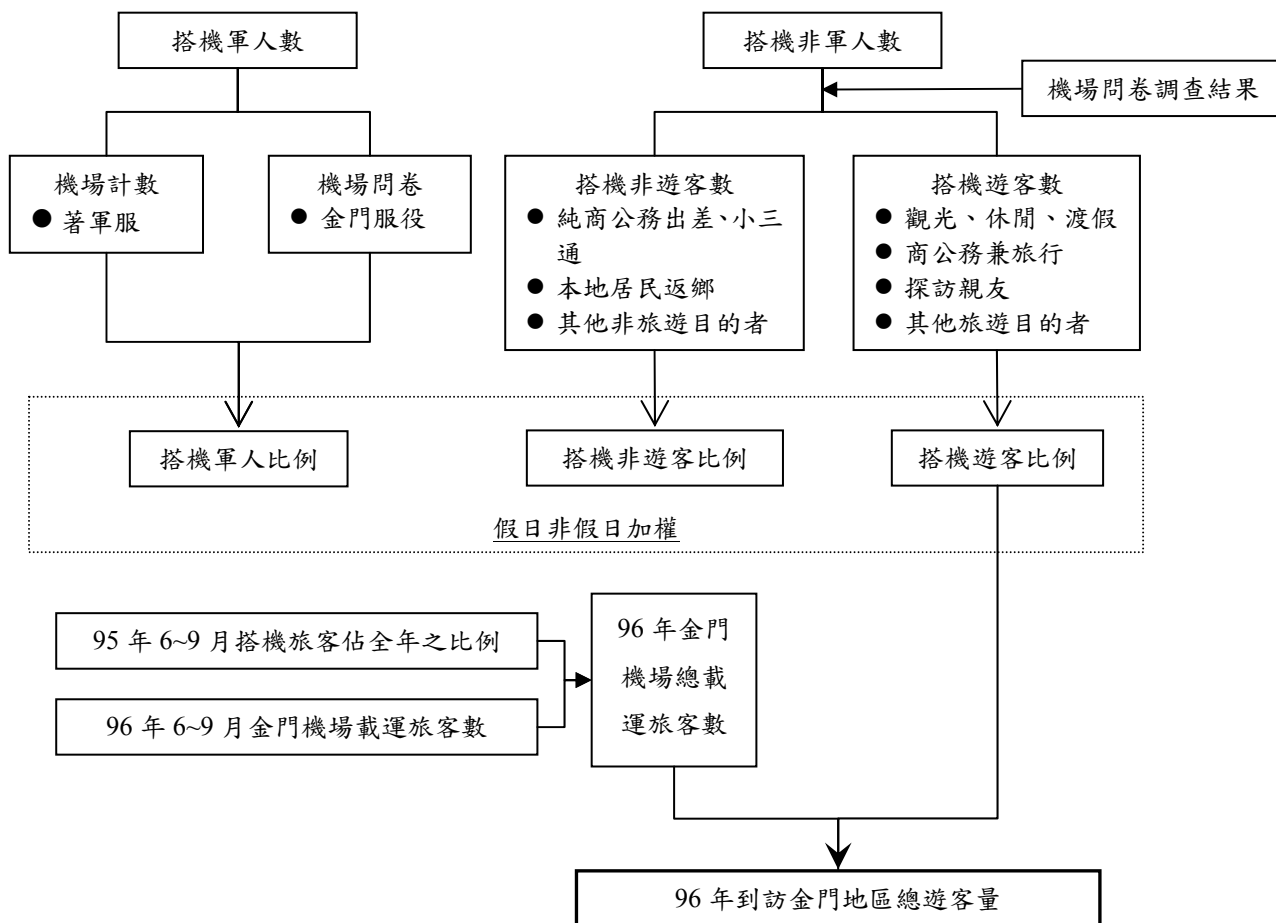 搭機軍人數
搭機非軍人數
機場問卷調查結果
機場計數
● 著軍服
機場問卷
● 金門服役
搭機非遊客數
● 純商公務出差、小三
通
● 本地居民返鄉
● 其他非旅遊目的者
搭機遊客數
● 觀光、休閒、渡假
● 商公務兼旅行
● 探訪親友
● 其他旅遊目的者
搭機軍人比例
搭機非遊客比例
搭機遊客比例
假日非假日加權
95 年 6~9 月搭機旅客佔全年之比例
96 年 6~9 月金門機場載運旅客數
96 年金門
機場總載
運旅客數
96 年到訪金門地區總遊客量